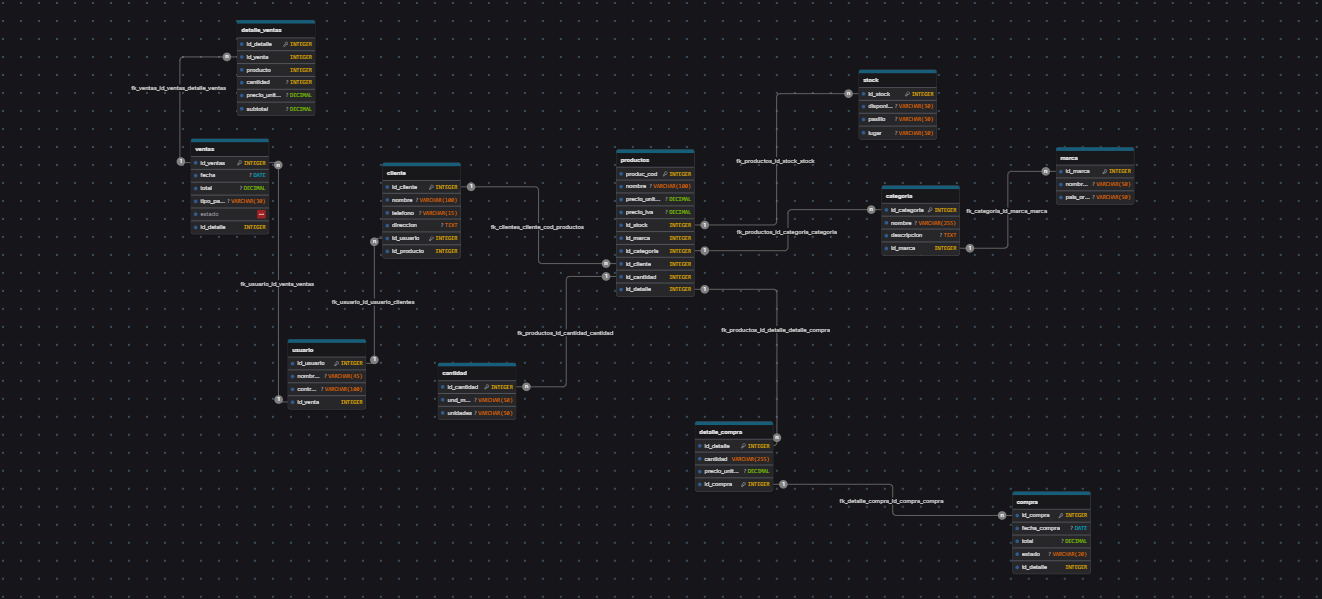 detalle_ventas
id_detalle INTEGER
id_venta INTEGER
producto INTEGER
cantidad ? INTEGER
precio_unit... ? DECIMAL
subtotal ? DECIMAL
fk_ventas_id_ventas_detalle_ventas
ventas
id_ventas INTEGER
fecha ? DATE
total ? DECIMAL
tipo_pa... ? VARCHAR(50)
estado
id_detalle INTEGER
cliente
id_cliente INTEGER
nombre ? VARCHAR(100)
telefono ? VARCHAR(15)
direccion ? TEXT
id_usuario INTEGER
id_producto INTEGER
fk_clientes_cliente_cod_productos
productos
produc_cod INTEGER
nombre ? VARCHAR(100)
precio_unit... ? DECIMAL
precio_iva ? DECIMAL
id_stock INTEGER
id_marca INTEGER
id_categoria INTEGER
id_cliente INTEGER
id_cantidad INTEGER
id_detalle INTEGER
stock
id_stock INTEGER
disponi... ? VARCHAR(50)
pasillo ? VARCHAR(50)
lugar ? VARCHAR(50)
fk_productos_id_stock_stock
categoria
id_categoria INTEGER
nombre ? VARCHAR(255)
descripcion ? TEXT
id_marca INTEGER
fk_productos_id_categoria_categoria
marca
id_marca INTEGER
nombr... ? VARCHAR(50)
pais_or... ? VARCHAR(50)
fk_categoria_id_marca_marca
fk_usuario_id_venta_ventas
fk_usuario_id_usuario_clientes
fk_productos_id_cantidad_cantidad
fk_productos_id_detalle_detalle_compra
usuario
id_usuario INTEGER
nombr... ? VARCHAR(45)
contr... ? VARCHAR(100)
id_venta INTEGER
cantidad
id_cantidad INTEGER
und_m... ? VARCHAR(50)
unidades ? VARCHAR(50)
detalle_compra
id_detalle INTEGER
cantidad VARCHAR(255)
precio_unit... ? DECIMAL
id_compra INTEGER
fk_detalle_compra_id_compra_compra
compra
id_compra INTEGER
fecha_compra ? DATE
total ? DECIMAL
estado ? VARCHAR(20)
id_detalle INTEGER